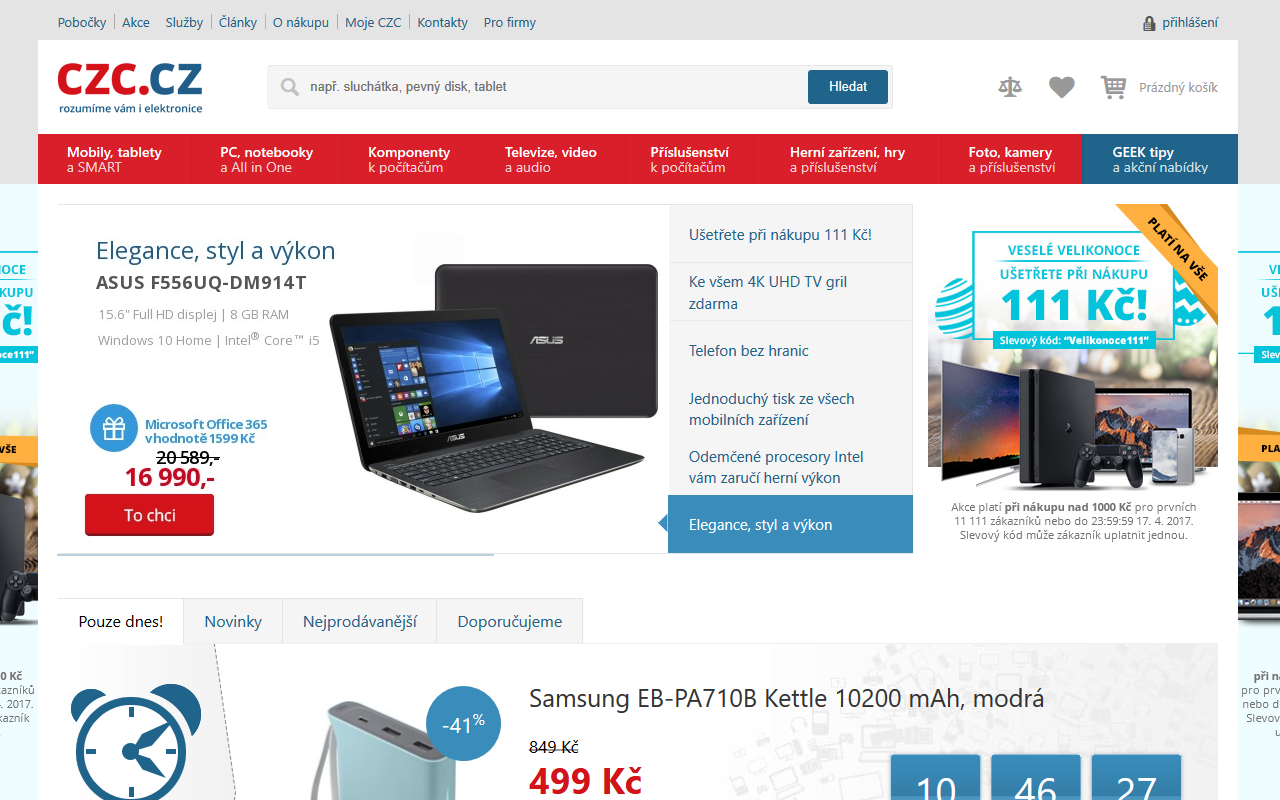 Pobočky Akce Služby Články O nákupu Moje CZC Kontakty Pro firmy přihlášení
CZC.CZ
rozumíme vám i elektronice
např. sluchátka, pevný disk, tablet
Hledat
Prázdný košík
Mobily, tablety
a SMART
PC, notebooky
a All in One
Komponenty
k počítačům
Televize, video
a audio
Příslušenství
k počítačům
Herní zařízení, hry
a příslušenství
Foto, kamery
a příslušenství
GEEK tipy
a akční nabídky
Elegance, styl a výkon
ASUS F556UQ-DM914T
15.6" Full HD displej | 8 GB RAM
Windows 10 Home | Intel® Core™ i5
ASUS
ASUS
Microsoft Office 365
v hodnotě 1599 Kč
20 589,-
16 990,-
To chci
Ušetřete při nákupu 111 Kč!
Ke všem 4K UHD TV gril
zdarma
Telefon bez hranic
Jednoduchý tisk ze všech
mobilních zařízení
Odemčené procesory Intel
vám zaručí herní výkon
Elegance, styl a výkon
PLATÍ NA VŠE
VESELÉ VELIKONOCE
UŠETŘETE PŘI NÁKUPU
111 Kč!
Slevový kód: "Velikonoce111"
Akce platí při nákupu nad 1000 Kč pro prvních
11 111 zákazníků nebo do 23:59:59 17. 4. 2017.
Slevový kód může zákazník uplatnit jednou.
Pouze dnes!
Novinky
Nejprodávanější
Doporučujeme
-41%
Samsung EB-PA710B Kettle 10200 mAh, modrá
849 Kč
499 Kč
10 46 27